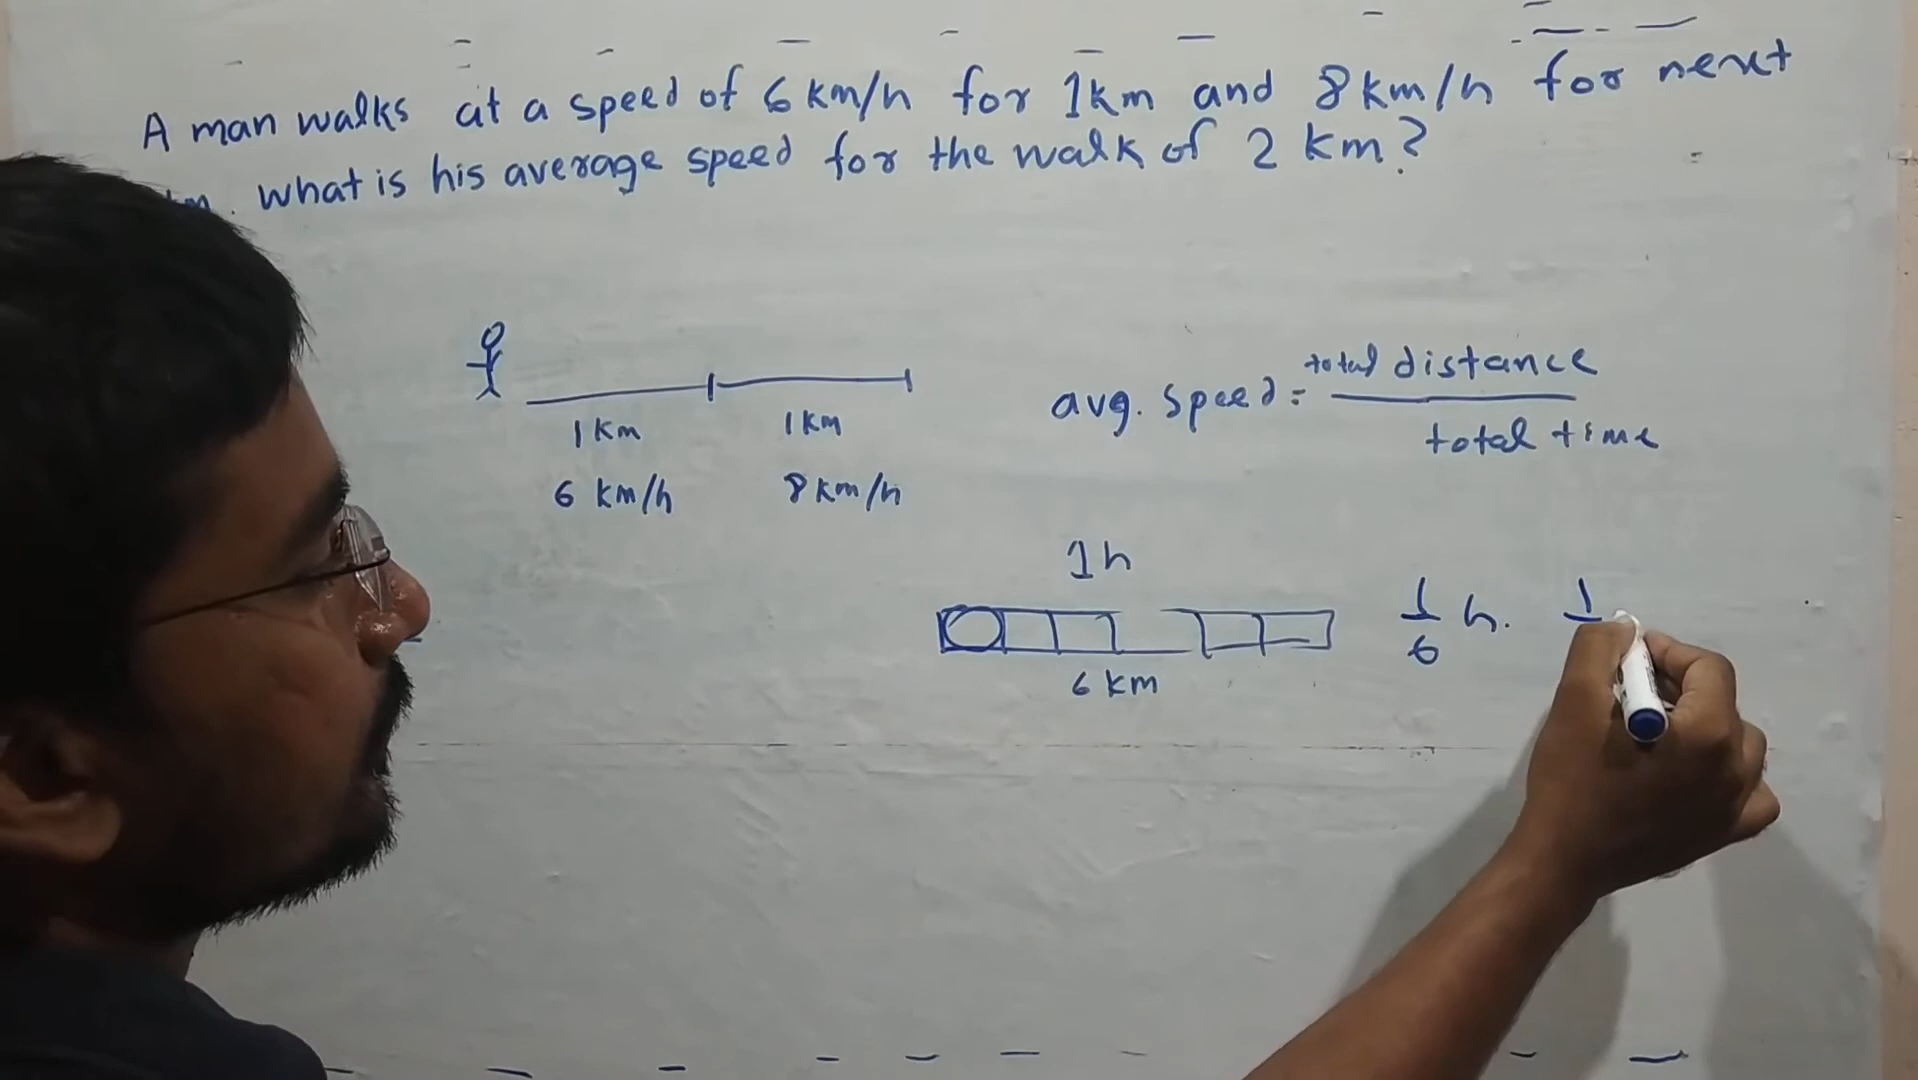 A man walks at a speed of 6 km/h for 1km and 8km/h for next
what is his average speed for the walk of 2 km?
1 km
1 km
6 km/h
8 km/h
avg. speed = total distance
total time
1h
6 km
1
6 h.
1